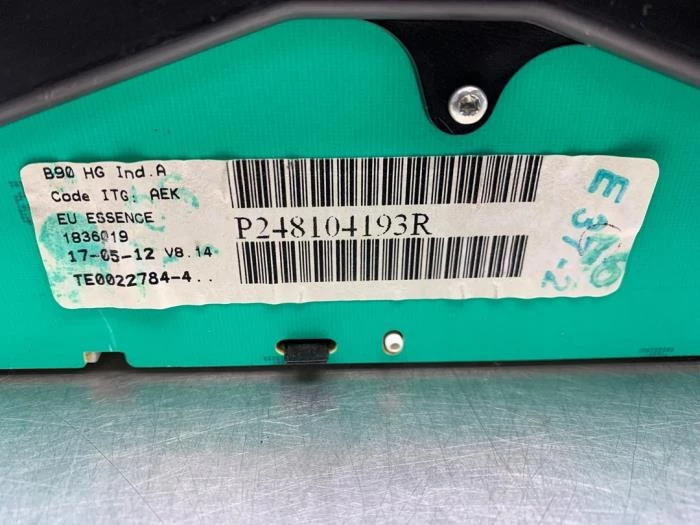 B90 HG Ind.A
Code ITG: AEK
EU ESSENCE
1836019
17-05-12 V8.14
TE0022784-4..
P248104193R
E